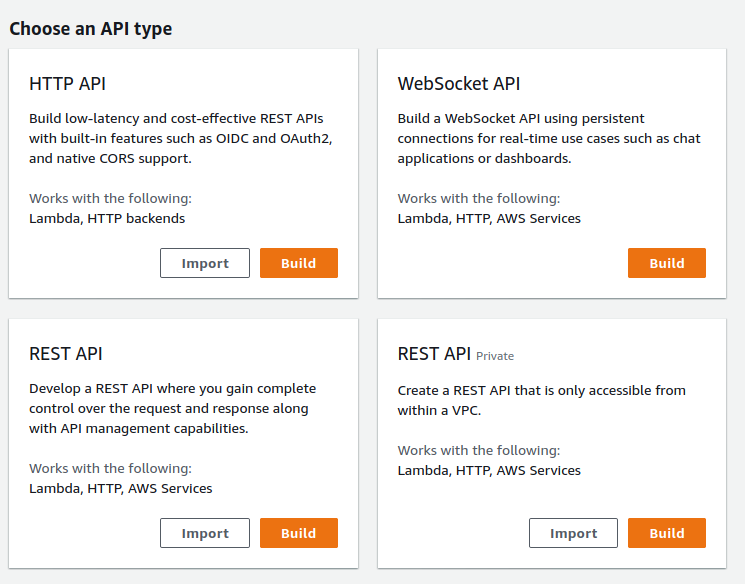 Choose an API type
HTTP API
Build low-latency and cost-effective REST APIs
with built-in features such as OIDC and OAuth2,
and native CORS support.
Works with the following:
Lambda, HTTP backends
Import
Build
WebSocket API
Build a WebSocket API using persistent
connections for real-time use cases such as chat
applications or dashboards.
Works with the following:
Lambda, HTTP, AWS Services
Build
REST API
Develop a REST API where you gain complete
control over the request and response along
with API management capabilities.
Works with the following:
Lambda, HTTP, AWS Services
Import
Build
REST API Private
Create a REST API that is only accessible from
within a VPC.
Works with the following:
Lambda, HTTP, AWS Services
Import
Build